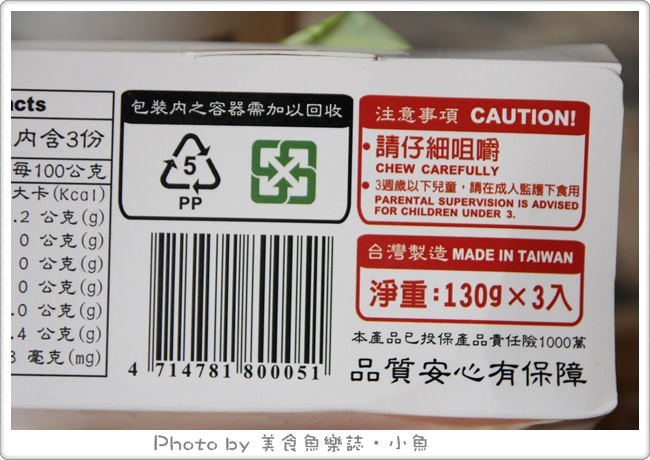 cts
內含3份
每100公克
大卡(Kcal)
.2 公克(g)
0 公克(g)
0 公克(g)
0 公克(g)
.0 公克(g)
.4 公克(g)
毫克(mg)
包裝內之容器需加以回收
5
PP
4 714781 800051
注意事項 CAUTION!
•請仔細咀嚼
CHEW CAREFULLY
• 3週歲以下兒童，請在成人監護下食用
PARENTAL SUPERVISION IS ADVISED
FOR CHILDREN UNDER 3.
台灣製造 MADE IN TAIWAN
淨重:130g×3入
本產品已投保產品責任險1000萬
品質安心有保障
Photo by 美食魚樂誌·小魚